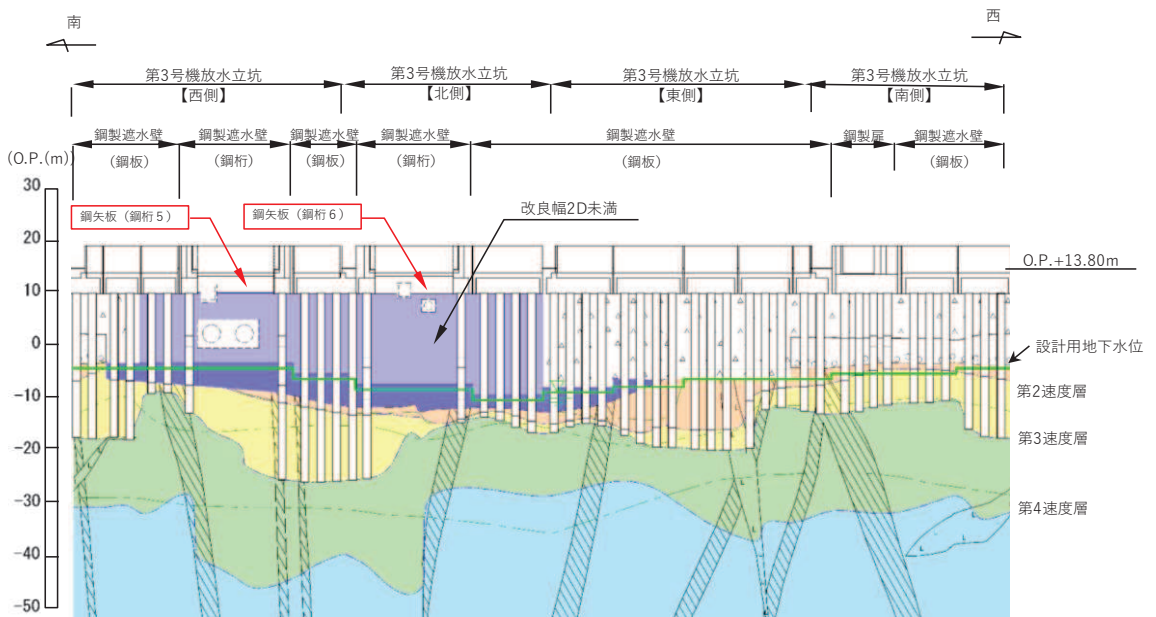 南
西
第3号機放水立坑
【西側】
第3号機放水立坑
【北側】
第3号機放水立坑
【東側】
第3号機放水立坑
【南側】
鋼製遮水壁
(鋼板)
鋼製遮水壁
(鋼桁)
鋼製遮水壁
(鋼板)
鋼製遮水壁
(鋼桁)
鋼製遮水壁
(鋼板)
鋼製扉
鋼製遮水壁
(鋼板)
(O.P.(m))
30
20
10
0
-10
-20
-30
-40
-50
鋼矢板（鋼桁５）
鋼矢板（鋼桁６）
改良幅2D未満
O.P.+13.80m
設計用地下水位
第2速度層
第3速度層
第4速度層